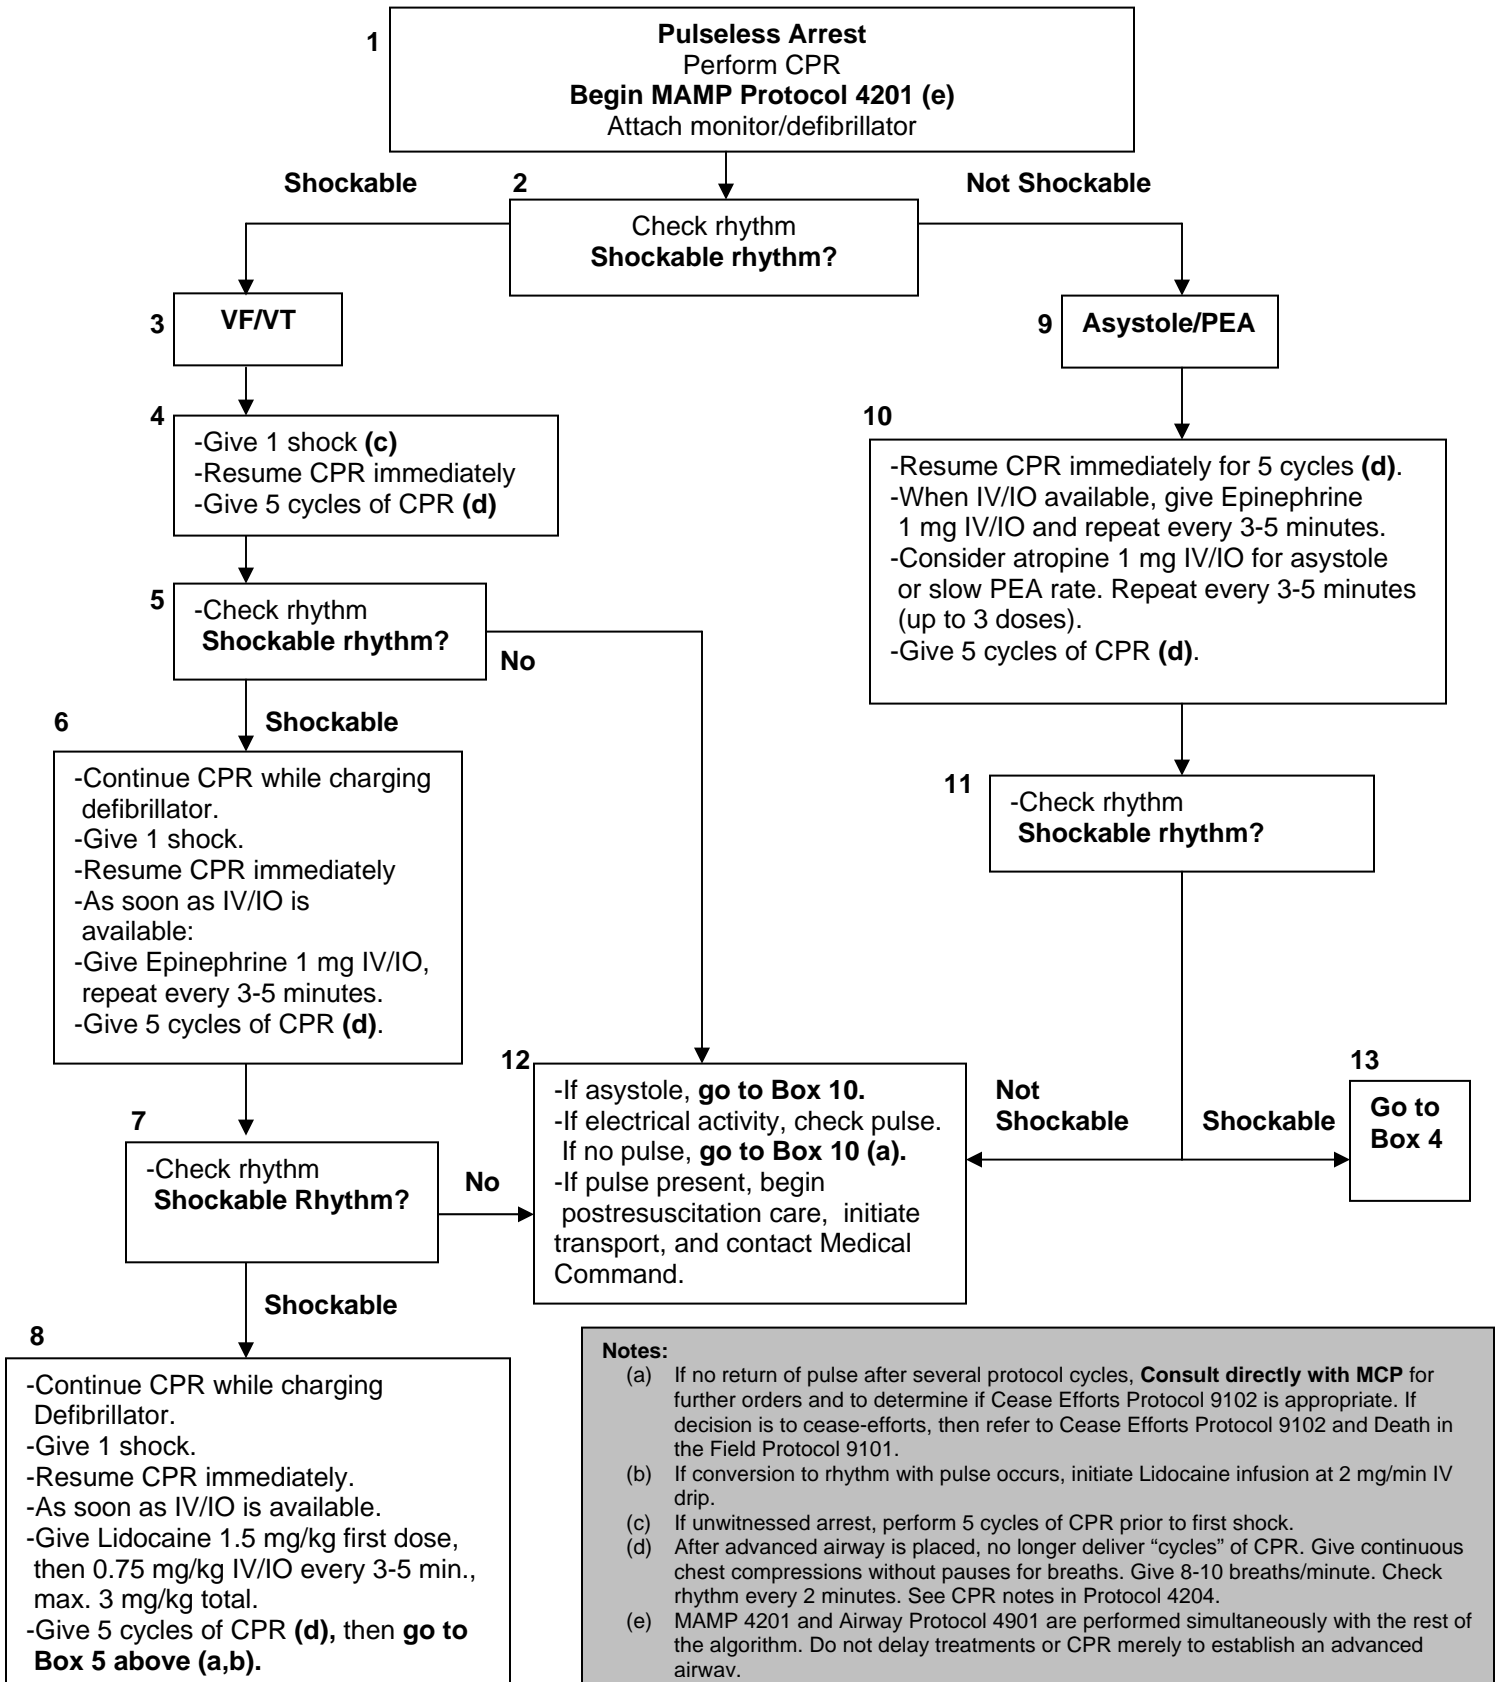 1
Pulseless Arrest
Perform CPR
Begin MAMP Protocol 4201 (e)
Attach monitor/defibrillator
Shockable
2
Not Shockable
Check rhythm
Shockable rhythm?
3
VF/VT
9
Asystole/PEA
4
-Give 1 shock (c)
-Resume CPR immediately
-Give 5 cycles of CPR (d)
10
-Resume CPR immediately for 5 cycles (d).
-When IV/IO available, give Epinephrine
1 mg IV/IO and repeat every 3-5 minutes.
-Consider atropine 1 mg IV/IO for asystole
or slow PEA rate. Repeat every 3-5 minutes
(up to 3 doses).
-Give 5 cycles of CPR (d).
5
-Check rhythm
Shockable rhythm?
No
6
Shockable
-Continue CPR while charging
defibrillator.
-Give 1 shock.
-Resume CPR immediately
-As soon as IV/IO is
available:
-Give Epinephrine 1 mg IV/IO,
repeat every 3-5 minutes.
-Give 5 cycles of CPR (d).
11
-Check rhythm
Shockable rhythm?
7
-Check rhythm
Shockable Rhythm?
No
12
-If asystole, go to Box 10.
-If electrical activity, check pulse.
If no pulse, go to Box 10 (a).
-If pulse present, begin
postresuscitation care, initiate
transport, and contact Medical
Command.
Not
Shockable
Shockable
13
Go to
Box 4
Shockable
8
-Continue CPR while charging
Defibrillator.
-Give 1 shock.
-Resume CPR immediately.
-As soon as IV/IO is available.
-Give Lidocaine 1.5 mg/kg first dose,
then 0.75 mg/kg IV/IO every 3-5 min.,
max. 3 mg/kg total.
-Give 5 cycles of CPR (d), then go to
Box 5 above (a,b).
Notes:
(a) If no return of pulse after several protocol cycles, Consult directly with MCP for
further orders and to determine if Cease Efforts Protocol 9102 is appropriate. If
decision is to cease-efforts, then refer to Cease Efforts Protocol 9102 and Death in
the Field Protocol 9101.
(b) If conversion to rhythm with pulse occurs, initiate Lidocaine infusion at 2 mg/min IV
drip.
(c) If unwitnessed arrest, perform 5 cycles of CPR prior to first shock.
(d) After advanced airway is placed, no longer deliver “cycles” of CPR. Give continuous
chest compressions without pauses for breaths. Give 8-10 breaths/minute. Check
rhythm every 2 minutes. See CPR notes in Protocol 4204.
(e) MAMP 4201 and Airway Protocol 4901 are performed simultaneously with the rest of
the algorithm. Do not delay treatments or CPR merely to establish an advanced
airway.